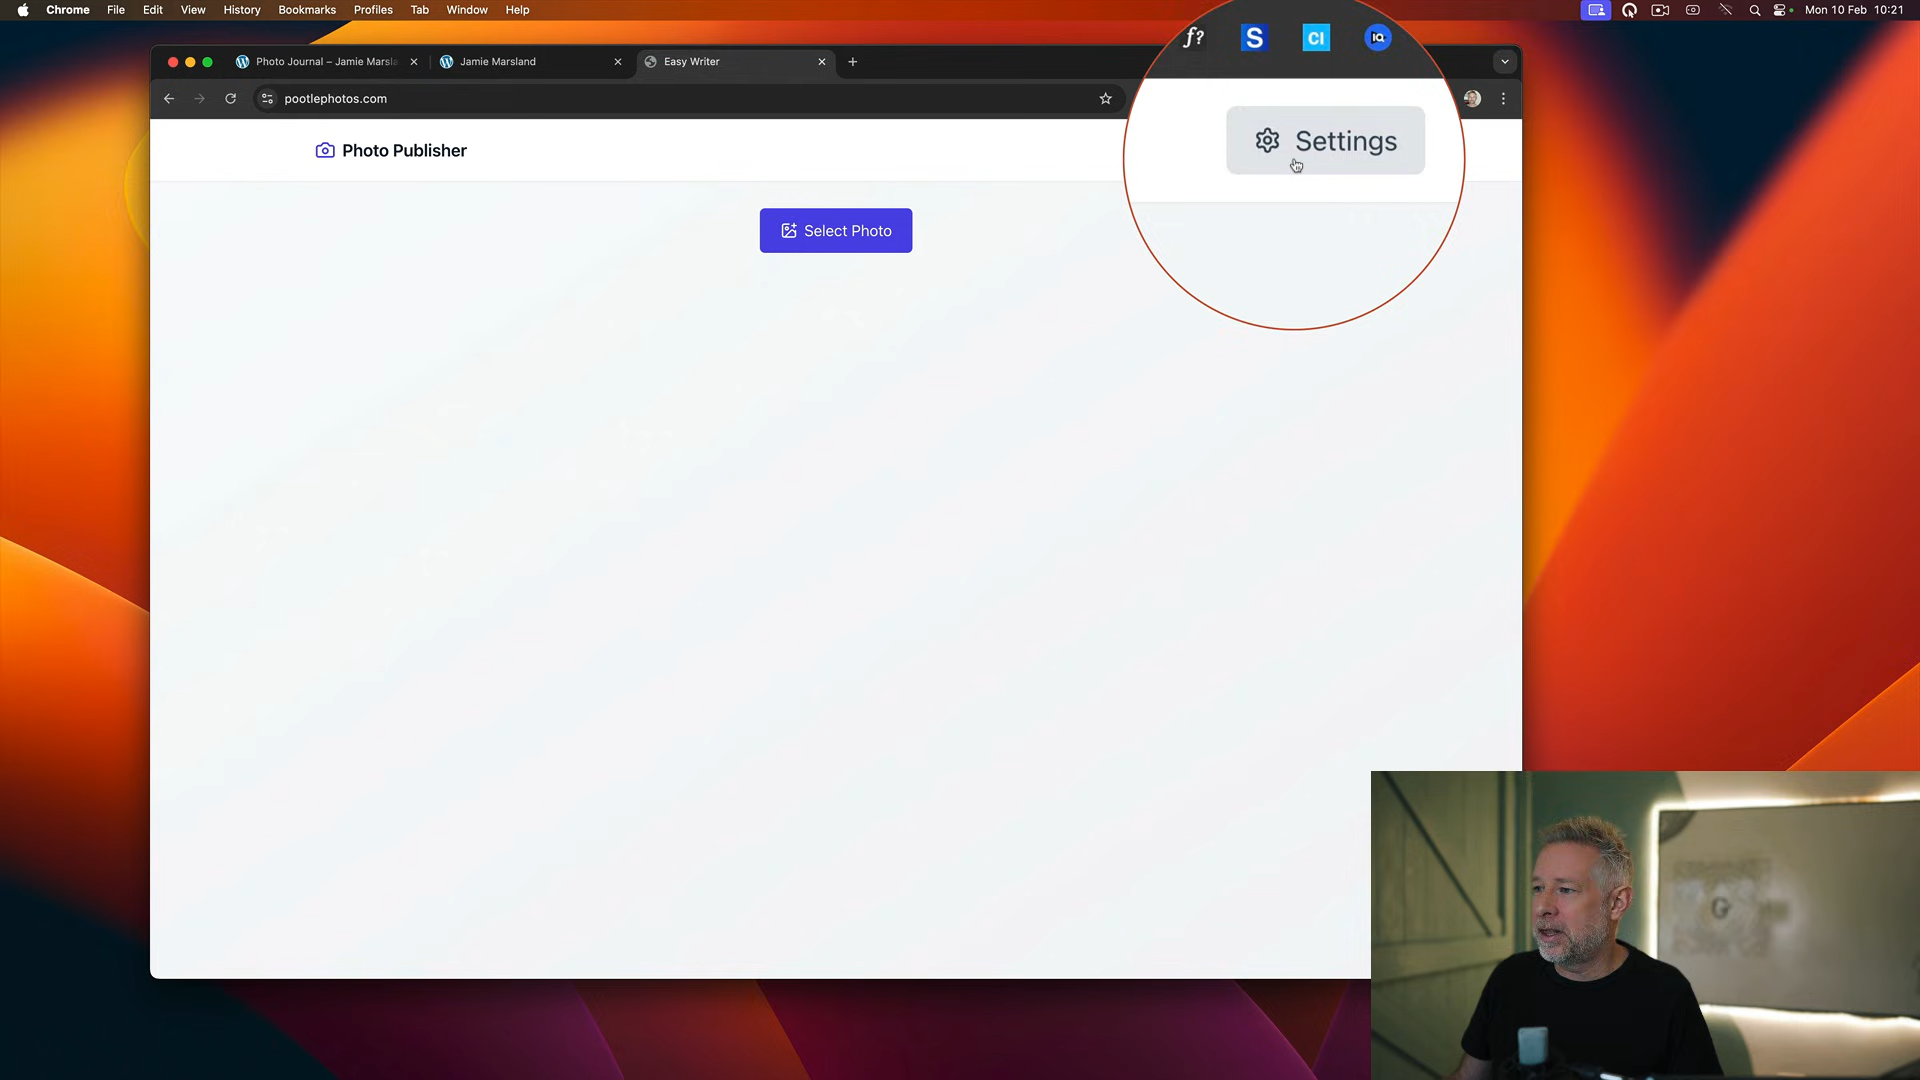 Chrome File Edit View History Bookmarks Profiles Tab Window Help
Mon 10 Feb 10:21
Photo Journal – Jamie Marsla
Jamie Marsland
Easy Writer
f? S CI IQ
pootlephotos.com
Photo Publisher
Settings
Select Photo